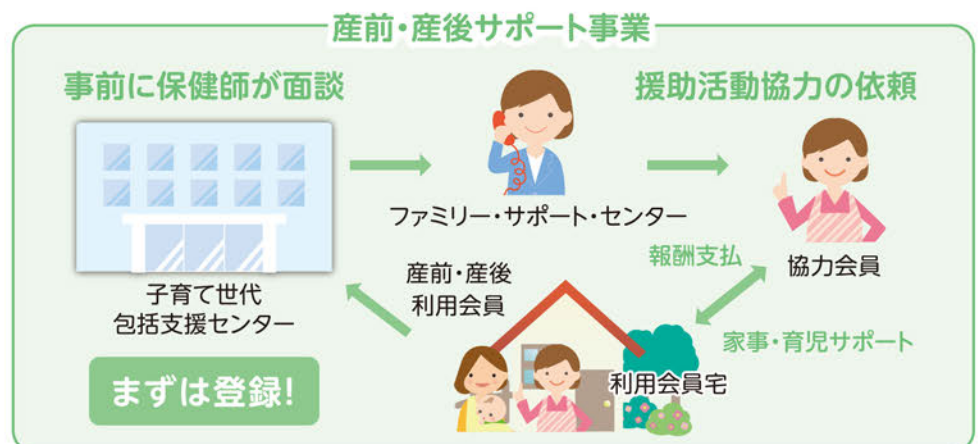 産前・産後サポート事業
事前に保健師が面談
援助活動協力の依頼
ファミリー・サポート・センター
協力会員
報酬支払
子育て世代
包括支援センター
産前・産後
利用会員
家事・育児サポート
利用会員宅
まずは登録!